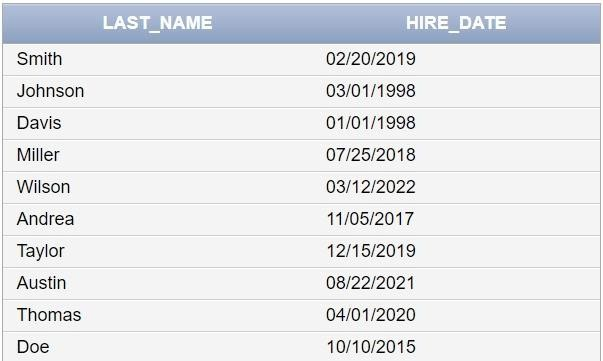 LAST_NAME HIRE_DATE
Smith 02/20/2019
Johnson 03/01/1998
Davis 01/01/1998
Miller 07/25/2018
Wilson 03/12/2022
Andrea 11/05/2017
Taylor 12/15/2019
Austin 08/22/2021
Thomas 04/01/2020
Doe 10/10/2015